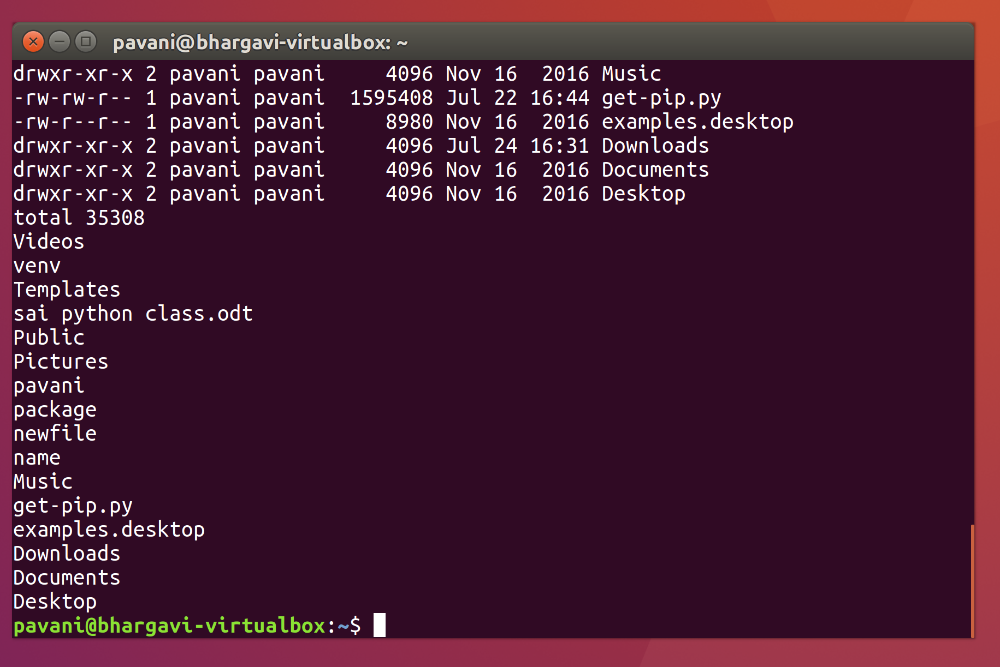 pavani@bhargavi-virtualbox: ~
drwxr-xr-x 2 pavani pavani     4096 Nov 16  2016 Music
-rw-rw-r-- 1 pavani pavani  1595408 Jul 22 16:44 get-pip.py
-rw-r--r-- 1 pavani pavani     8980 Nov 16  2016 examples.desktop
drwxr-xr-x 2 pavani pavani     4096 Jul 24 16:31 Downloads
drwxr-xr-x 2 pavani pavani     4096 Nov 16  2016 Documents
drwxr-xr-x 2 pavani pavani     4096 Nov 16  2016 Desktop
total 35308
Videos
venv
Templates
sai python class.odt
Public
Pictures
pavani
package
newfile
name
Music
get-pip.py
examples.desktop
Downloads
Documents
Desktop
pavani@bhargavi-virtualbox:~$